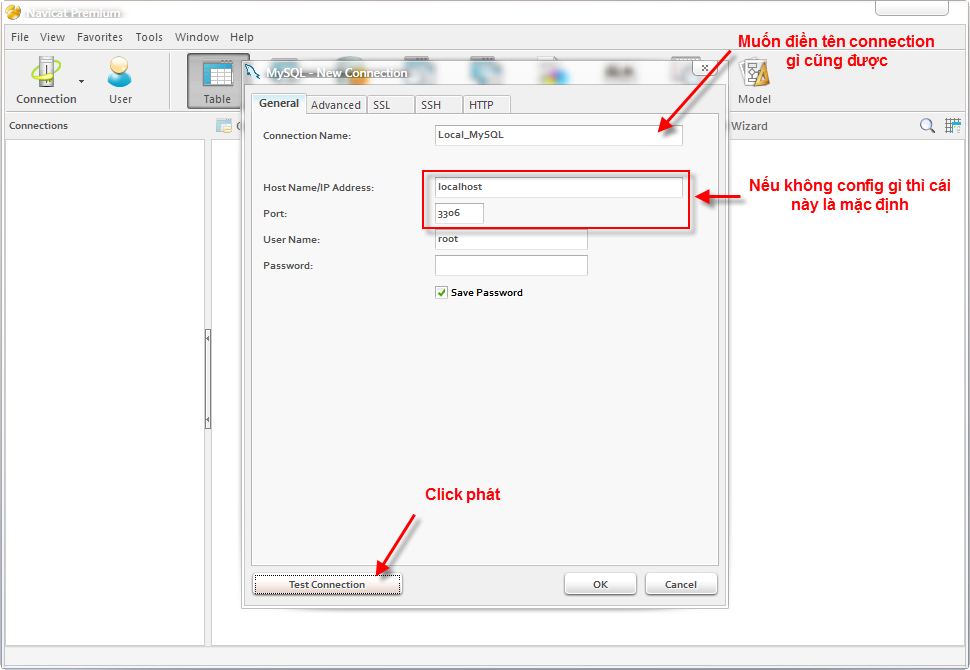 Navicat Premium
File View Favorites Tools Window Help
Muốn điền tên connection
gì cũng được
MySQL - New Connection
Connection
User
Table
Model
General Advanced SSL SSH HTTP
Connections
Wizard
Connection Name:
Local_MySQL
Host Name/IP Address:
localhost
Nếu không config gì thì cái
này là mặc định
Port:
3306
User Name:
root
Password:
Save Password
Click phát
Test Connection
OK
Cancel